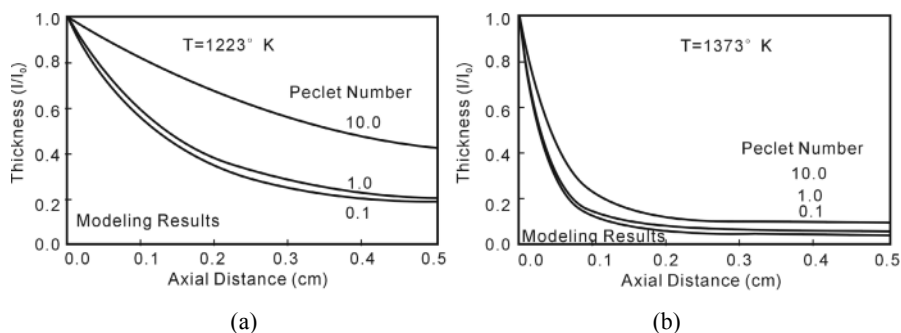 (a)
T=1223° K
Peclet Number
10.0
1.0
0.1
Modeling Results
Thickness (I/I₀)
1.0
0.8
0.6
0.4
0.2
0.0
0.0 0.1 0.2 0.3 0.4 0.5
Axial Distance (cm)
(a)
(b)
T=1373° K
Peclet Number
10.0
1.0
0.1
Modeling Results
Thickness (I/I₀)
1.0
0.8
0.6
0.4
0.2
0.0
0.0 0.1 0.2 0.3 0.4 0.5
Axial Distance (cm)
(b)